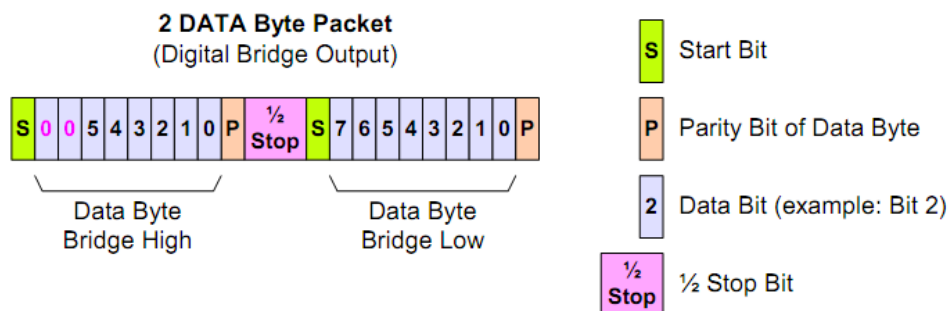 2 DATA Byte Packet
(Digital Bridge Output)
S 0 0 5 4 3 2 1 0 P ½ Stop S 7 6 5 4 3 2 1 0 P
Data Byte
Bridge High
Data Byte
Bridge Low
S Start Bit
P Parity Bit of Data Byte
2 Data Bit (example: Bit 2)
½ Stop ½ Stop Bit